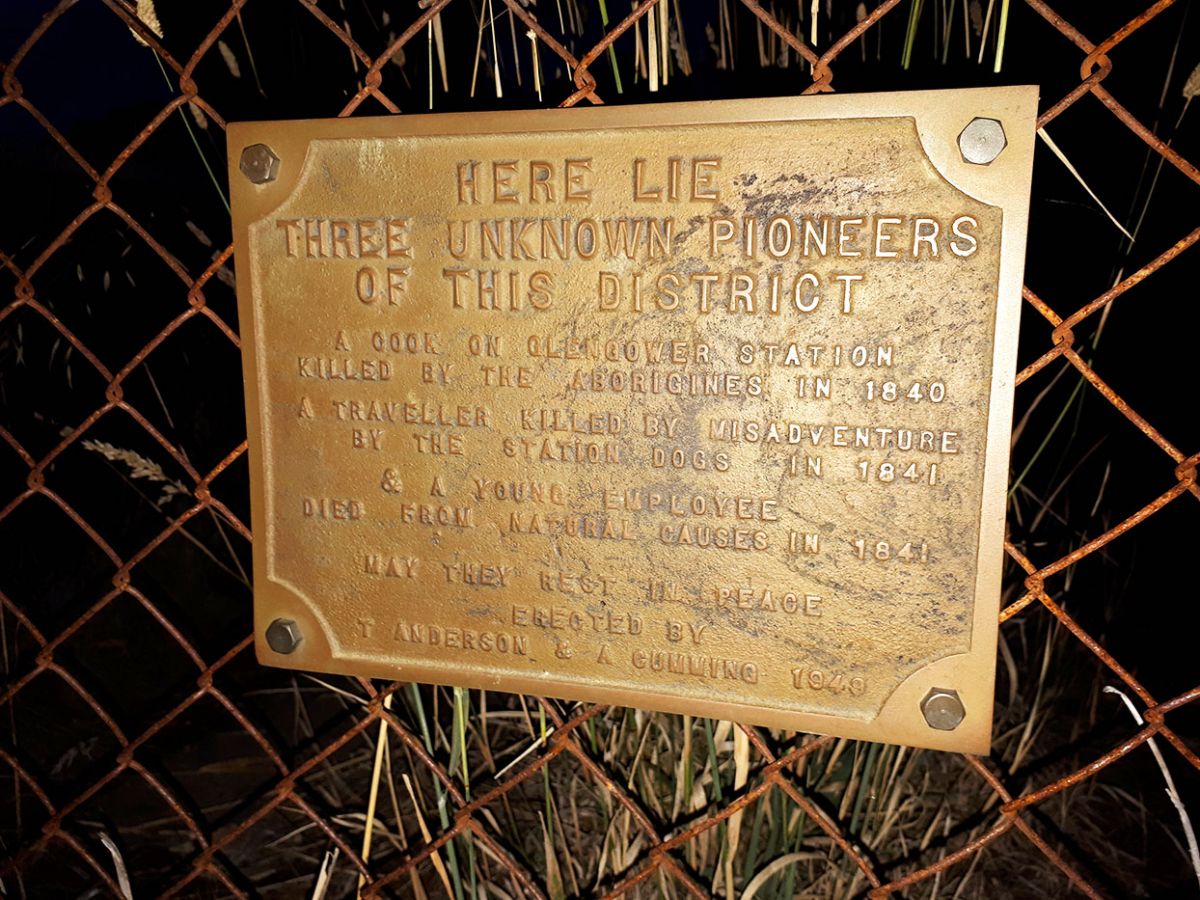 HERE LIE
THREE UNKNOWN PIONEERS
OF THIS DISTRICT
A COOK ON GLENGOWER STATION
KILLED BY THE ABORIGINES IN 1840
A TRAVELLER KILLED BY MISADVENTURE
BY THE STATION DOGS IN 1841
& A YOUNG EMPLOYEE
DIED FROM NATURAL CAUSES IN 1841
MAY THEY REST IN PEACE
ERECTED BY
T ANDERSON & A CUMMING 1949